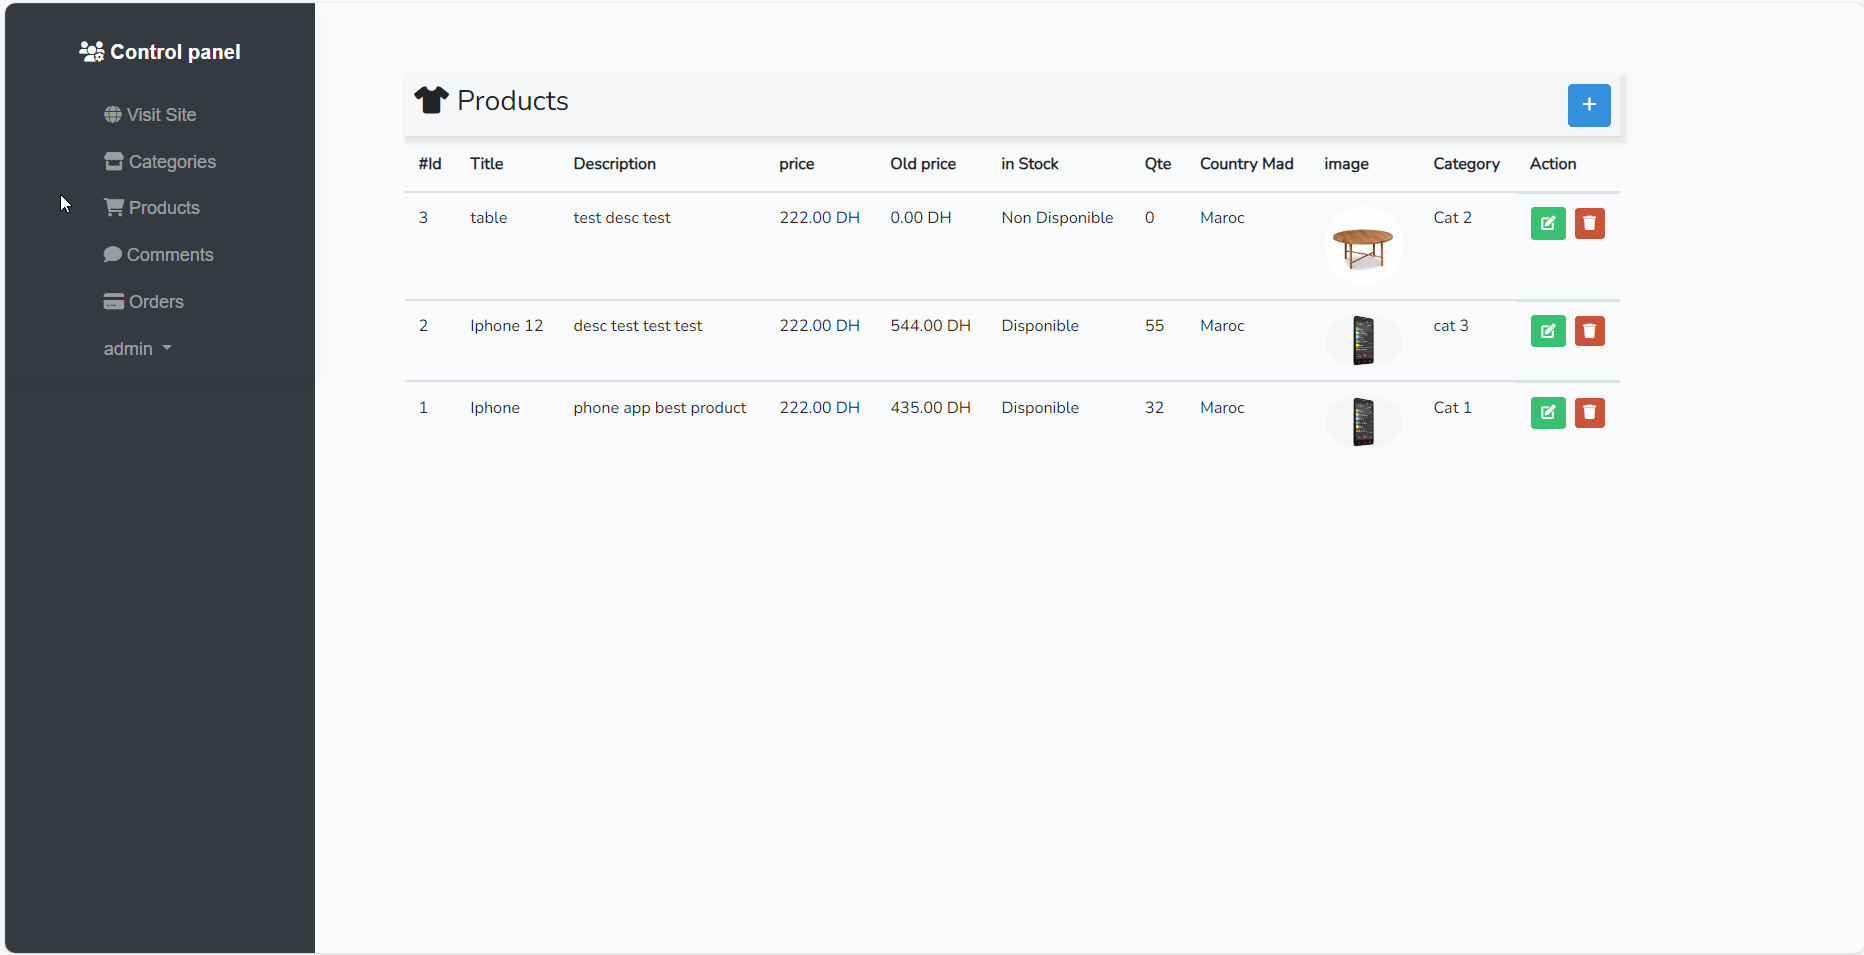 Control panel
Visit Site
Categories
Products
Comments
Orders
admin
Products
+
#Id Title Description price Old price in Stock Qte Country Mad image Category Action
3 table test desc test 222.00 DH 0.00 DH Non Disponible 0 Maroc Cat 2
2 Iphone 12 desc test test test 222.00 DH 544.00 DH Disponible 55 Maroc cat 3
1 Iphone phone app best product 222.00 DH 435.00 DH Disponible 32 Maroc Cat 1